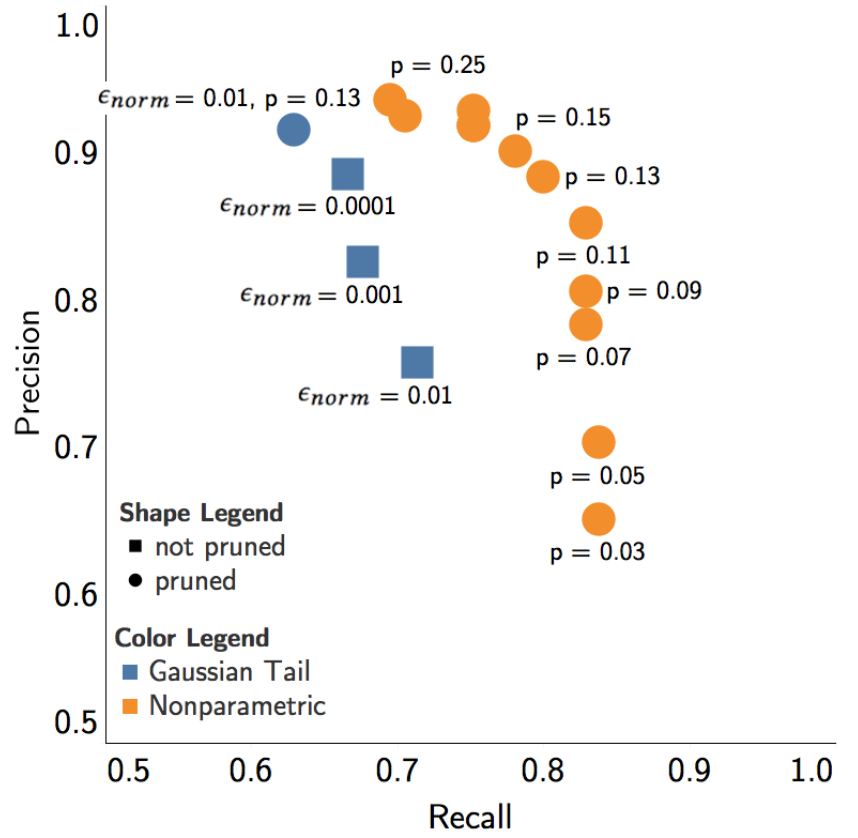 1.0
p = 0.25
ϵnorm = 0.01, p = 0.13
p = 0.15
0.9
p = 0.13
ϵnorm = 0.0001
p = 0.11
0.8
p = 0.09
ϵnorm = 0.001
p = 0.07
ϵnorm = 0.01
Precision
0.7
p = 0.05
Shape Legend
not pruned
p = 0.03
pruned
0.6
Color Legend
Gaussian Tail
Nonparametric
0.5
0.5 0.6 0.7 0.8 0.9 1.0
Recall